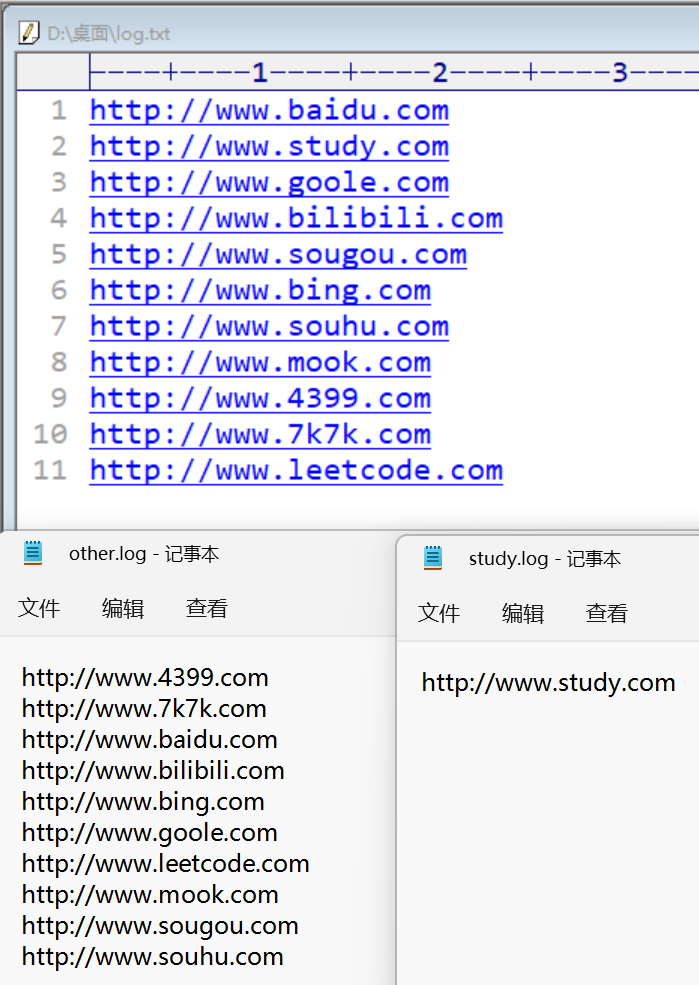 D:\桌面\log.txt
----+----1----+----2----+----3----
1 http://www.baidu.com
2 http://www.study.com
3 http://www.goole.com
4 http://www.bilibili.com
5 http://www.sougou.com
6 http://www.bing.com
7 http://www.souhu.com
8 http://www.mook.com
9 http://www.4399.com
10 http://www.7k7k.com
11 http://www.leetcode.com
other.log - 记事本
文件 编辑 查看
http://www.4399.com
http://www.7k7k.com
http://www.baidu.com
http://www.bilibili.com
http://www.bing.com
http://www.goole.com
http://www.leetcode.com
http://www.mook.com
http://www.sougou.com
http://www.souhu.com
study.log - 记事本
文件 编辑 查看
http://www.study.com